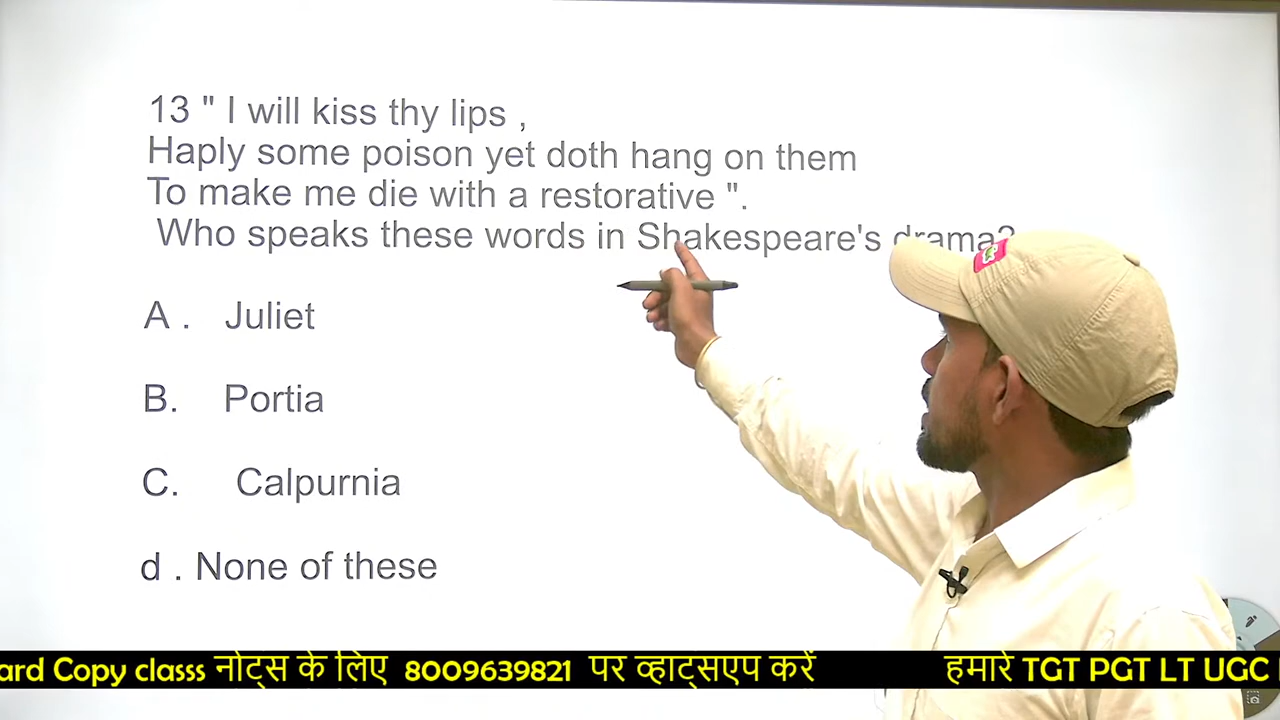 13 " I will kiss thy lips ,
Haply some poison yet doth hang on them
To make me die with a restorative ".
Who speaks these words in Shakespeare's drama?
A . Juliet
B. Portia
C. Calpurnia
d . None of these
ard Copy classs नोट्स के लिए 8009639821 पर व्हाट्सएप करें हमारे TGT PGT LT UGC